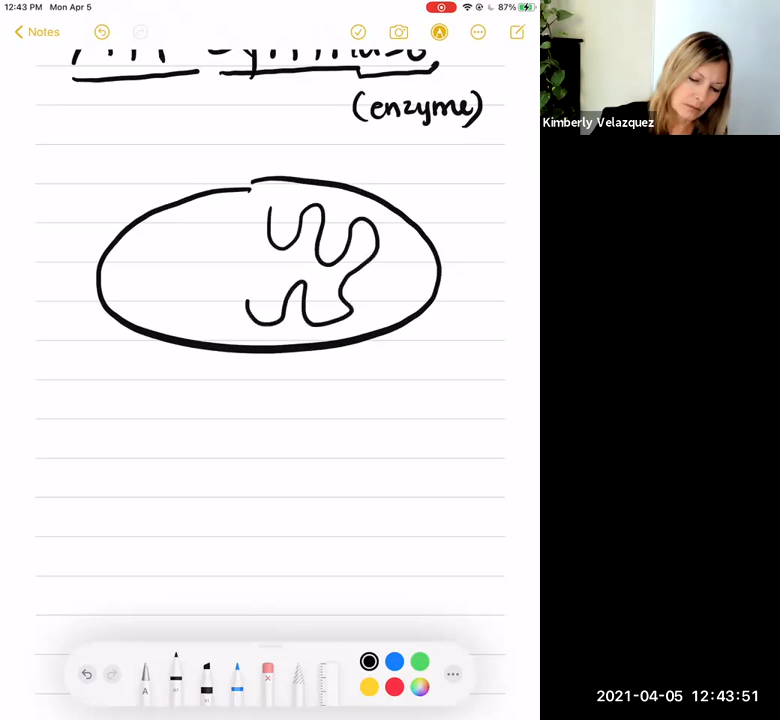 12:43 PM Mon Apr 5
87%
Notes
(enzyme)
Kimberly Velazquez
2021-04-05 12:43:51